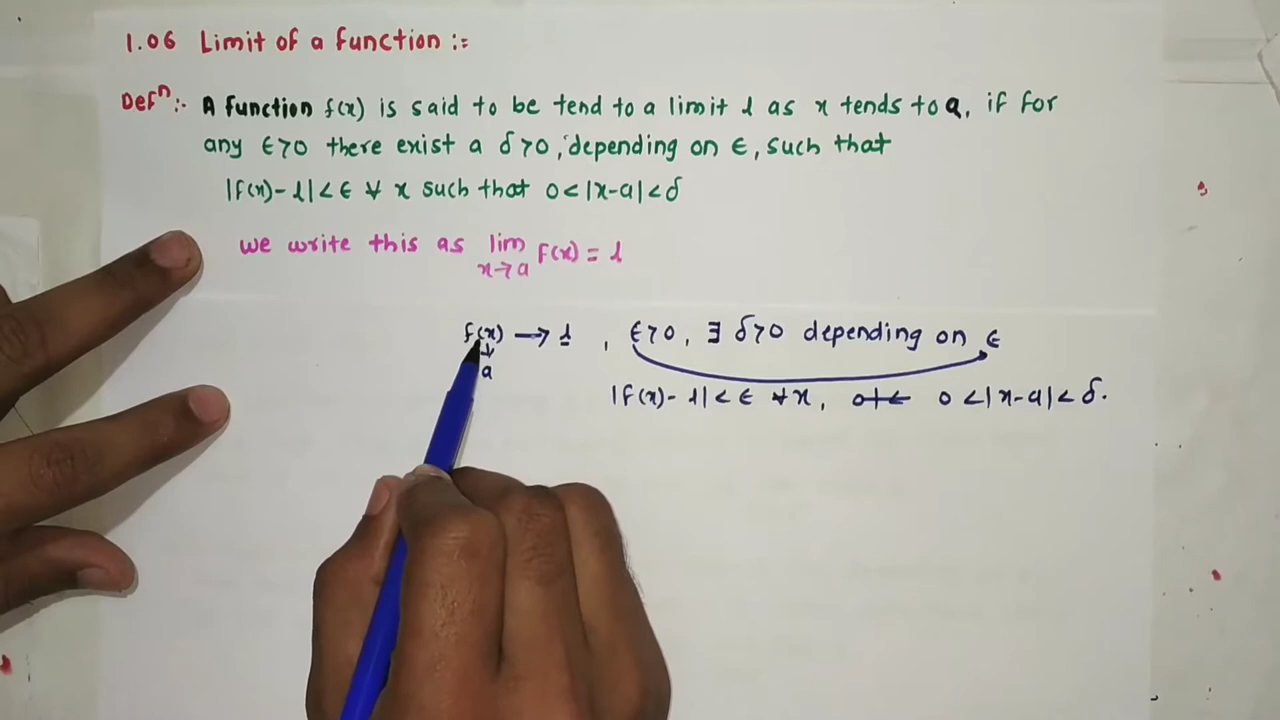 1.06 Limit of a function :-
Defⁿ:- A function f(x) is said to be tend to a limit l as x tends to a, if for
any ϵ>0 there exist a δ>0, depending on ϵ, such that
|f(x)-l|<ϵ ∀ x such that 0<|x-a|<δ
we write this as lim f(x) = l
x→a
f(x) → l , ϵ>0, ∃ δ>0 depending on ϵ
↓
a
|f(x)-l|<ϵ ∀x, 0<|x-a|<δ.